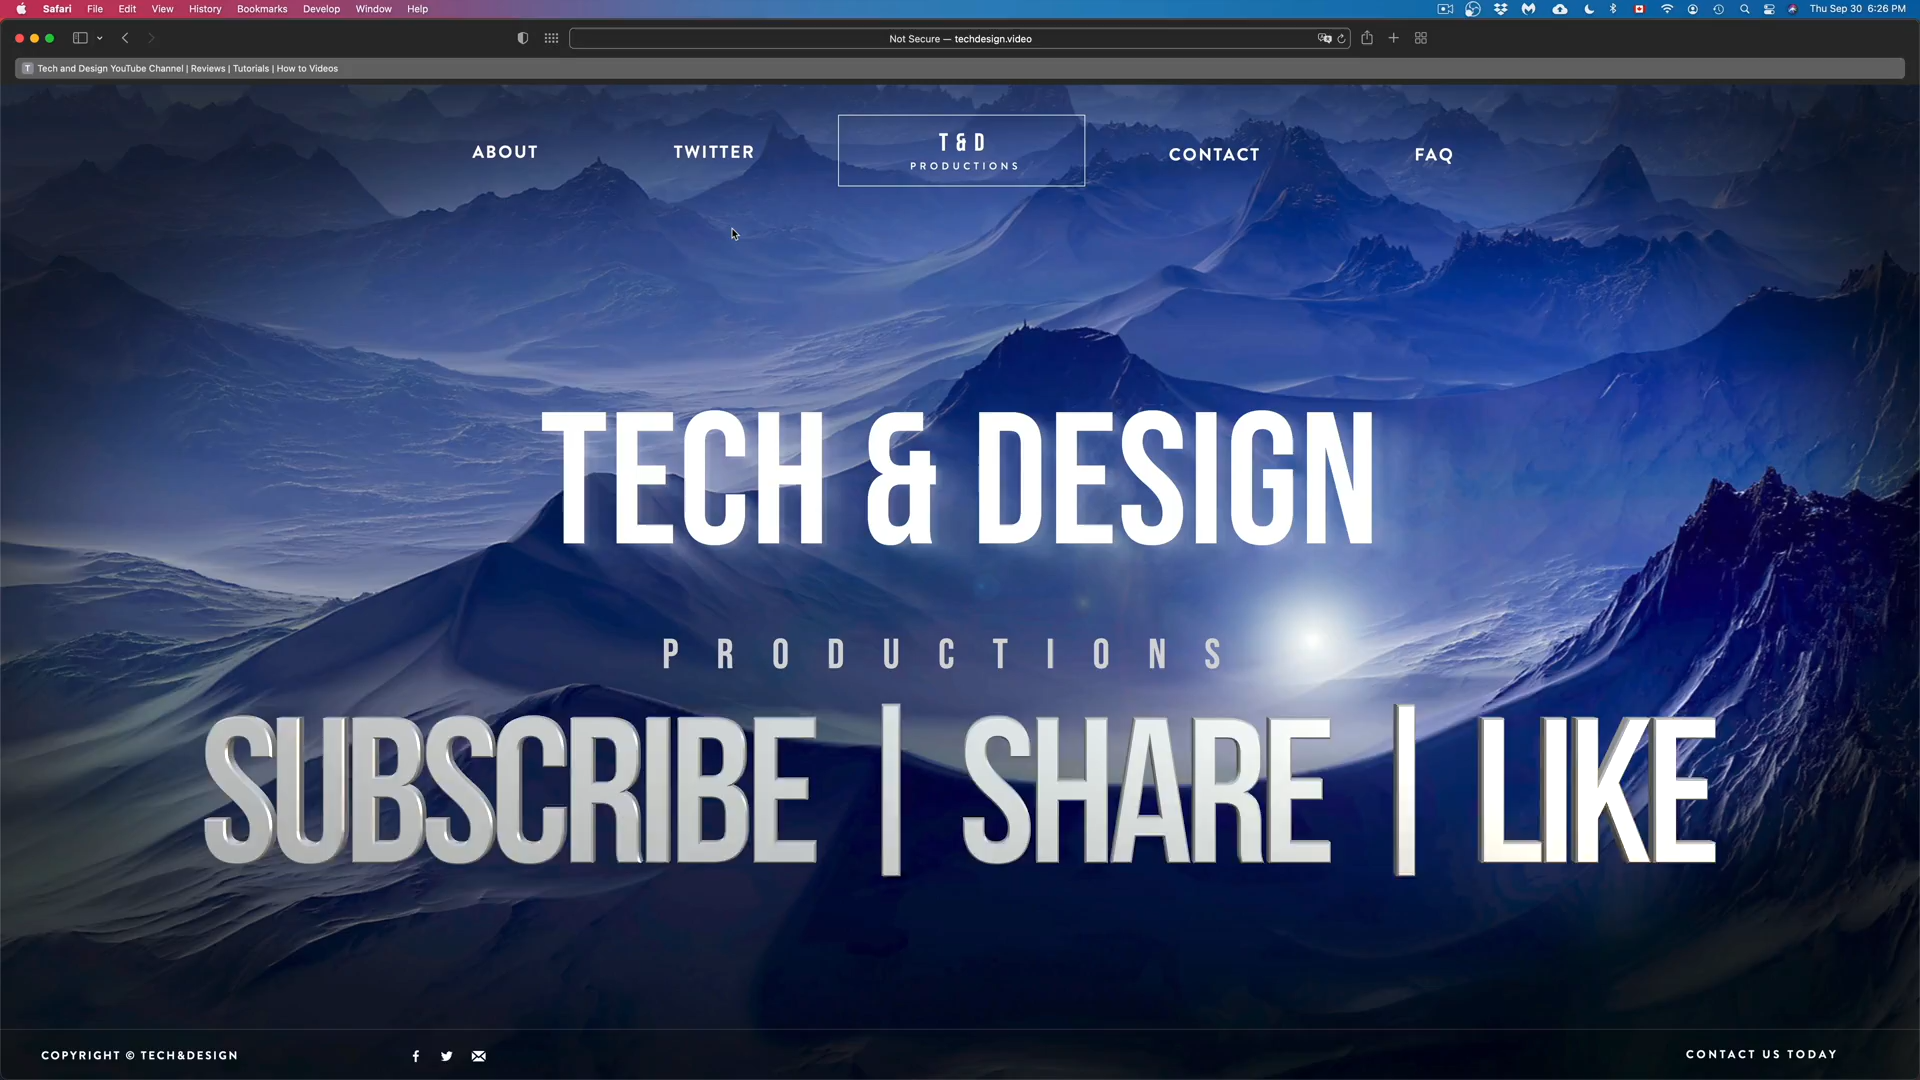 Safari File Edit View History Bookmarks Develop Window Help Thu Sep 30 6:26 PM
Not Secure — techdesign.video
T Tech and Design YouTube Channel | Reviews | Tutorials | How to Videos
ABOUT TWITTER T & D PRODUCTIONS CONTACT FAQ
TECH & DESIGN
PRODUCTIONS
SUBSCRIBE | SHARE | LIKE
COPYRIGHT © TECH&DESIGN CONTACT US TODAY